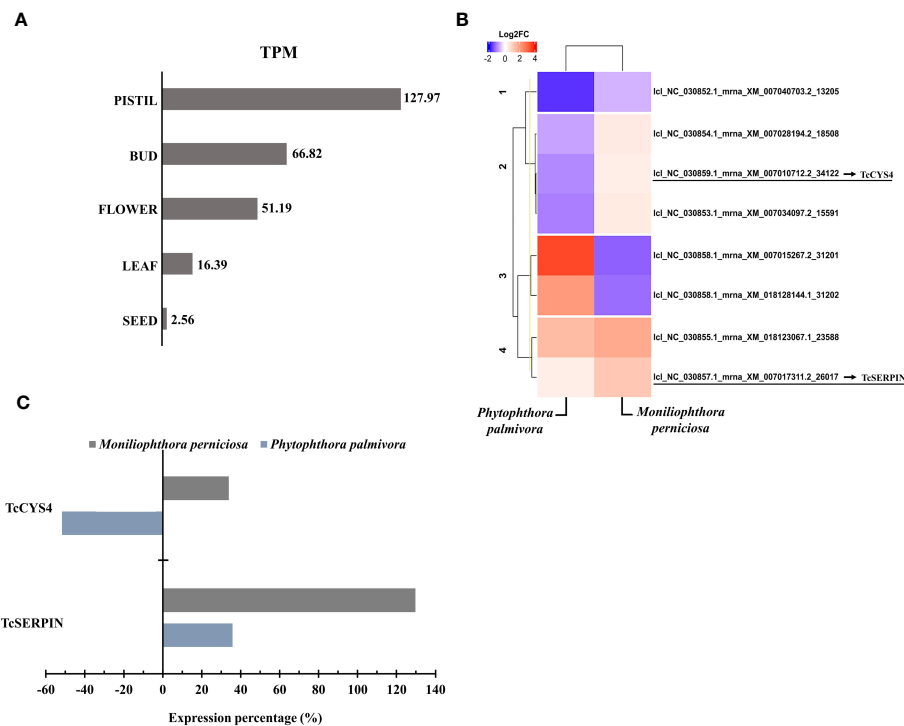 A
TPM
PISTIL 127.97
BUD 66.82
FLOWER 51.19
LEAF 16.39
SEED 2.56
B
Log2FC
-2 0 2 4
1
2
3
4
lcl_NC_030852.1_mrna_XM_007040703.2_13205
lcl_NC_030854.1_mrna_XM_007028194.2_18508
lcl_NC_030859.1_mrna_XM_007010712.2_34122 → TcCYS4
lcl_NC_030853.1_mrna_XM_007034097.2_15591
lcl_NC_030858.1_mrna_XM_007015267.2_31201
lcl_NC_030858.1_mrna_XM_018128144.1_31202
lcl_NC_030855.1_mrna_XM_018123067.1_23588
lcl_NC_030857.1_mrna_XM_007017311.2_26017 → TcSERPIN
Phytophthora
palmivora
Moniliophthora
perniciosa
C
Moniliophthora perniciosa Phytophthora palmivora
TcCYS4
TcSERPIN
-60 -40 -20 0 20 40 60 80 100 120 140
Expression percentage (%)